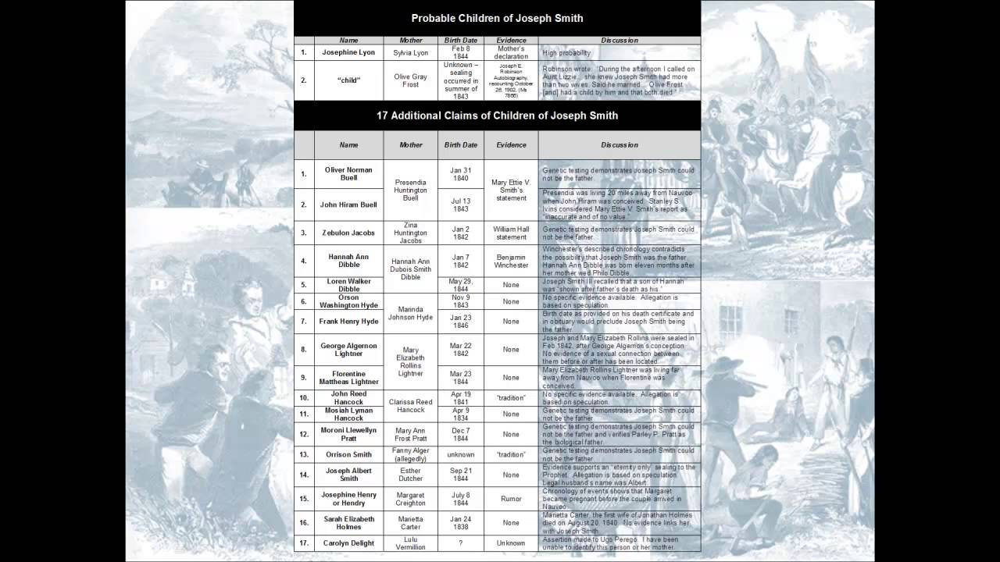 Probable Children of Joseph Smith
Name Mother Birth Date Evidence Discussion
1. Josephine Lyon Sylvia Lyon Feb 8 1844 Mother's declaration High probability
2. "child" Olive Gray Frost Unknown – sealing occurred in summer of 1843 Joseph E. Robinson Autobiography, recounting October 26, 1902. (Ms 7866) Robinson wrote: "During the afternoon I called on Aunt Lizzie... she knew Joseph Smith had more than two wives. Said he married... Olive Frost [and] had a child by him and that both died."
17 Additional Claims of Children of Joseph Smith
Name Mother Birth Date Evidence Discussion
1. Oliver Norman Buell Presendia Huntington Buell Jan 31 1840 Mary Ettie V. Smith's statement Genetic testing demonstrates Joseph Smith could not be the father.
2. John Hiram Buell Jul 13 1843 Presendia was living 20 miles away from Nauvoo when John Hiram was conceived. Stanley S. Ivins considered Mary Ettie V. Smith's report as "inaccurate and of no value."
3. Zebulon Jacobs Zina Huntington Jacobs Jan 2 1842 William Hall statement Genetic testing demonstrates Joseph Smith could not be the father.
4. Hannah Ann Dibble Hannah Ann Dubois Smith Dibble Jan 7 1842 Benjamin Winchester Winchester's described chronology contradicts the possibility that Joseph Smith was the father. Hannah Ann Dibble was born eleven months after her mother wed Philo Dibble.
5. Loren Walker Dibble May 29, 1844 None Joseph Smith III recalled that a son of Hannah was "shown after father's death as his."
6. Orson Washington Hyde Marinda Johnson Hyde Nov 9 1843 None No specific evidence available. Allegation is based on speculation.
7. Frank Henry Hyde Jan 23 1846 None Birth date as provided on his death certificate and in obituary would preclude Joseph Smith being the father.
8. George Algernon Lightner Mary Elizabeth Rollins Lightner Mar 22 1842 None Joseph and Mary Elizabeth Rollins were sealed in Feb 1842, after George Algernon's conception. No evidence of a sexual connection between them before or after has been located.
9. Florentine Mattheas Lightner Mar 23 1844 None Mary Elizabeth Rollins Lightner was living far away from Nauvoo when Florentine was conceived.
10. John Reed Hancock Clarissa Reed Hancock Apr 19 1841 "tradition" No specific evidence available. Allegation is based on speculation.
11. Mosiah Lyman Hancock Apr 9 1834 None Genetic testing demonstrates Joseph Smith could not be the father.
12. Moroni Llewellyn Pratt Mary Ann Frost Pratt Dec 7 1844 None Genetic testing demonstrates Joseph Smith could not be the father and verifies Parley P. Pratt as the biological father.
13. Orrison Smith Fanny Alger (allegedly) unknown "tradition" Genetic testing demonstrates Joseph Smith could not be the father.
14. Joseph Albert Smith Esther Dutcher Sep 21 1844 None Evidence supports an "eternity only" sealing to the Prophet. Allegation is based on speculation. Legal husband's name was Albert.
15. Josephine Henry or Hendry Margaret Creighton July 8 1844 Rumor Chronology of events shows that Margaret became pregnant before the couple arrived in Nauvoo.
16. Sarah Elizabeth Holmes Marietta Carter Jan 24 1838 None Marietta Carter, the first wife of Jonathan Holmes died on August 20, 1840. No evidence links her with Joseph Smith.
17. Carolyn Delight Lulu Vermillion ? Unknown Assertion made to Ugo Perego. I have been unable to identify this person or her mother.